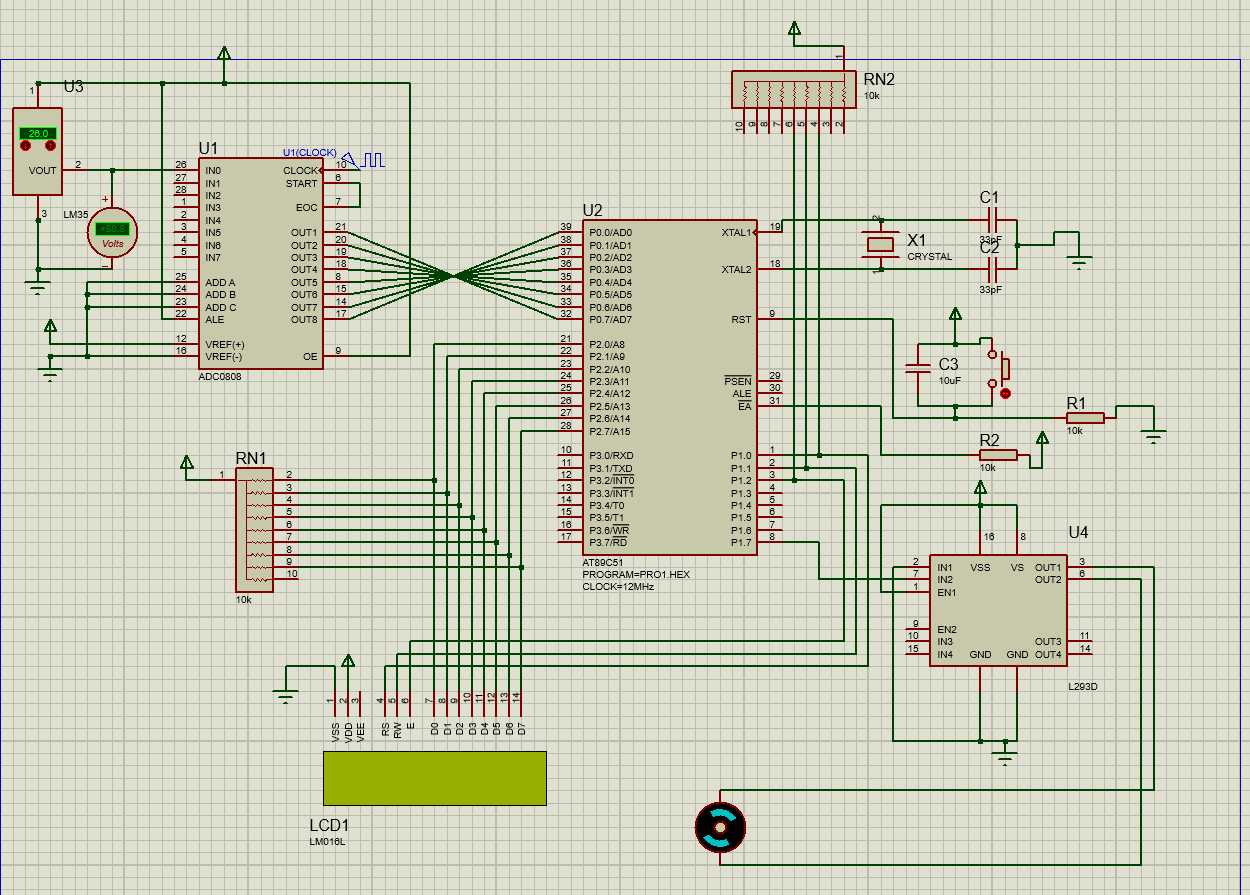 U3
1
26.0
VOUT
2
3
LM35
+
+88.8
Volts
U1
U1(CLOCK)
26 IN0 CLOCK 10
27 IN1 START 6
28 IN2
1 IN3 EOC 7
2 IN4
3 IN5 OUT1 21
4 IN6 OUT2 20
5 IN7 OUT3 19
OUT4 18
25 ADD A OUT5 8
24 ADD B OUT6 15
23 ADD C OUT7 14
22 ALE OUT8 17
12 VREF(+)
16 VREF(-) OE 9
ADC0808
RN2
10k
1
10 9 8 7 6 5 4 3 2
U2
39 P0.0/AD0 XTAL1 19
38 P0.1/AD1
37 P0.2/AD2
36 P0.3/AD3 XTAL2 18
35 P0.4/AD4
34 P0.5/AD5
33 P0.6/AD6
32 P0.7/AD7 RST 9
21 P2.0/A8
22 P2.1/A9
23 P2.2/A10
24 P2.3/A11 PSEN 29
25 P2.4/A12 ALE 30
26 P2.5/A13 EA 31
27 P2.6/A14
28 P2.7/A15
10 P3.0/RXD P1.0 1
11 P3.1/TXD P1.1 2
12 P3.2/INT0 P1.2 3
13 P3.3/INT1 P1.3 4
14 P3.4/T0 P1.4 5
15 P3.5/T1 P1.5 6
16 P3.6/WR P1.6 7
17 P3.7/RD P1.7 8
AT89C51
PROGRAM=PRO1.HEX
CLOCK=12MHz
C1
33pF
C2
33pF
2
X1
CRYSTAL
1
C3
10uF
R1
10k
R2
10k
U4
16 8
2 IN1 VSS VS OUT1 3
7 IN2 OUT2 6
1 EN1
9 EN2
10 IN3 OUT3 11
15 IN4 GND GND OUT4 14
L293D
RN1
1
2
3
4
5
6
7
8
9
10
10k
1 2 3 4 5 6 7 8 9 10 11 12 13 14
VSS VDD VEE RS RW E D0 D1 D2 D3 D4 D5 D6 D7
LCD1
LM016L